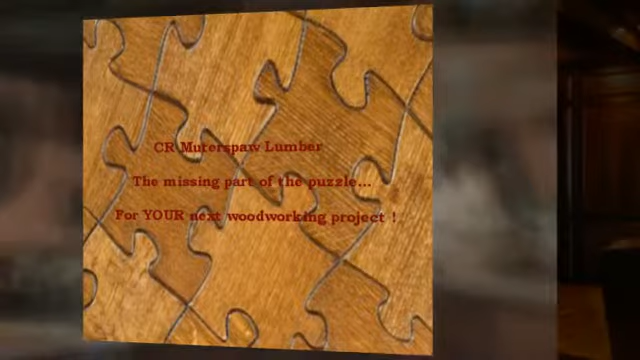 CR Muterspaw Lumber
The missing part of the puzzle...
For YOUR next woodworking project !